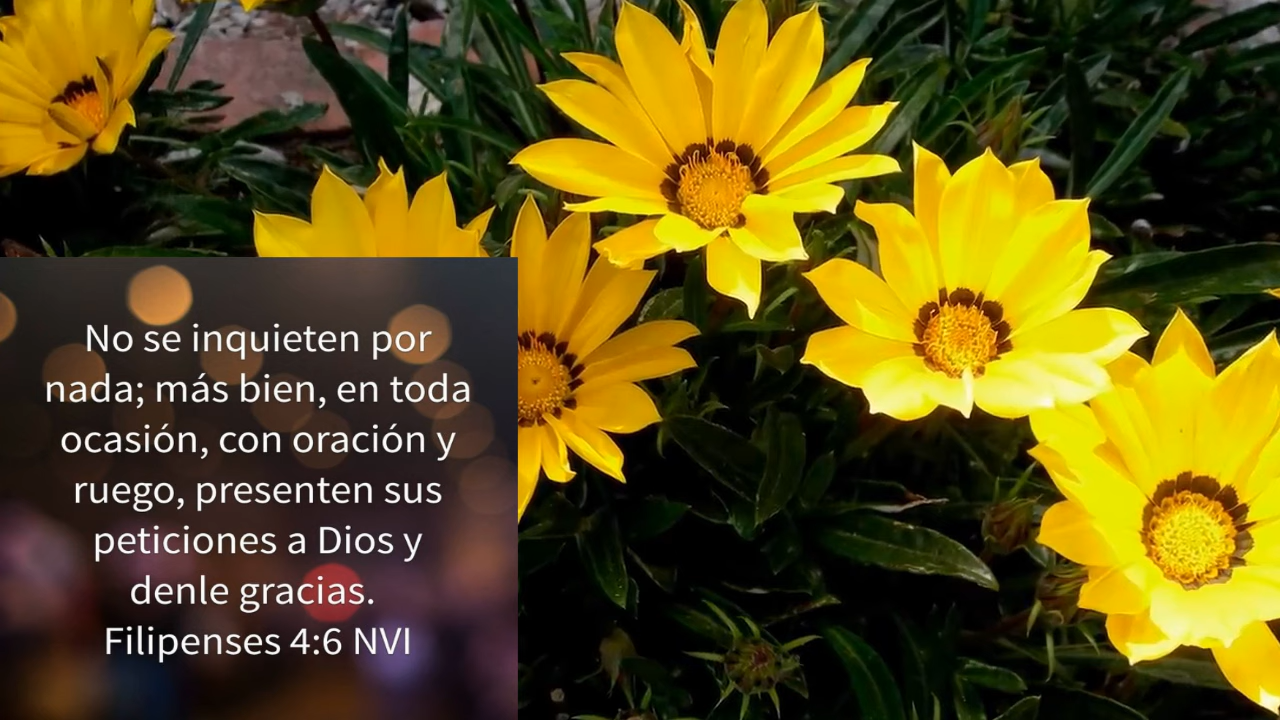 No se inquieten por
nada; más bien, en toda
ocasión, con oración y
ruego, presenten sus
peticiones a Dios y
denle gracias.
Filipenses 4:6 NVI